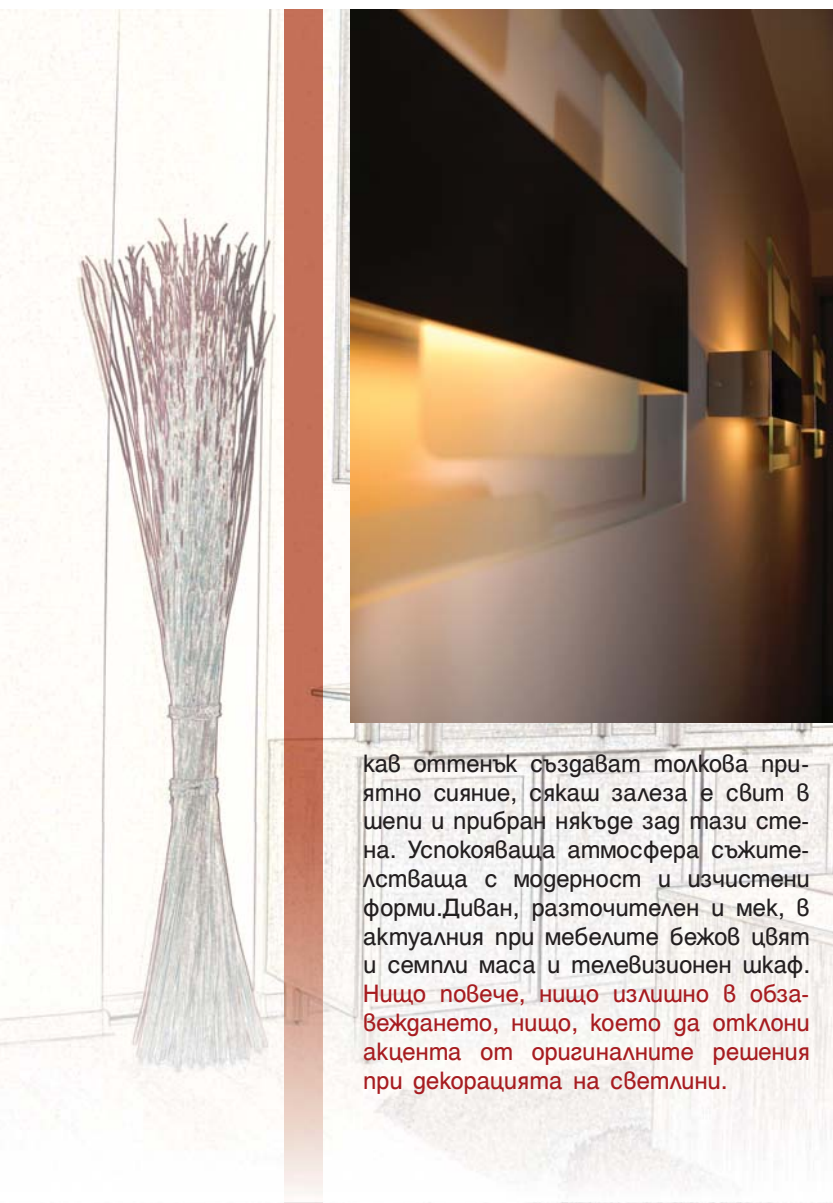 кав оттенък създават толкова при-
ятно сияние, сякаш залеза е свит в
шепи и прибран някъде зад тази сте-
на. Успокояваща атмосфера съжите-
лстваща с модерност и изчистени
форми.Диван, разточителен и мек, в
актуалния при мебелите бежов цвят
и семпли маса и телевизионен шкаф.
Нищо повече, нищо излишно в обза-
веждането, нищо, което да отклони
акцента от оригиналните решения
при декорацията на светлини.